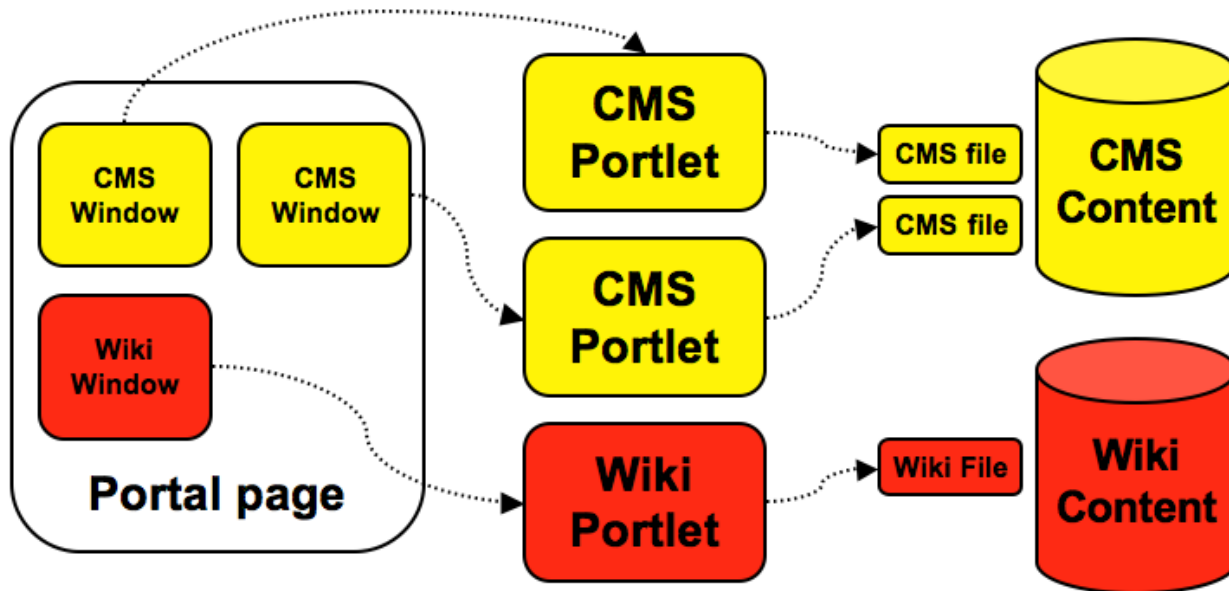 CMS
Window
CMS
Window
Wiki
Window
Portal page
CMS
Portlet
CMS
Portlet
Wiki
Portlet
CMS file
CMS file
Wiki File
CMS
Content
Wiki
Content